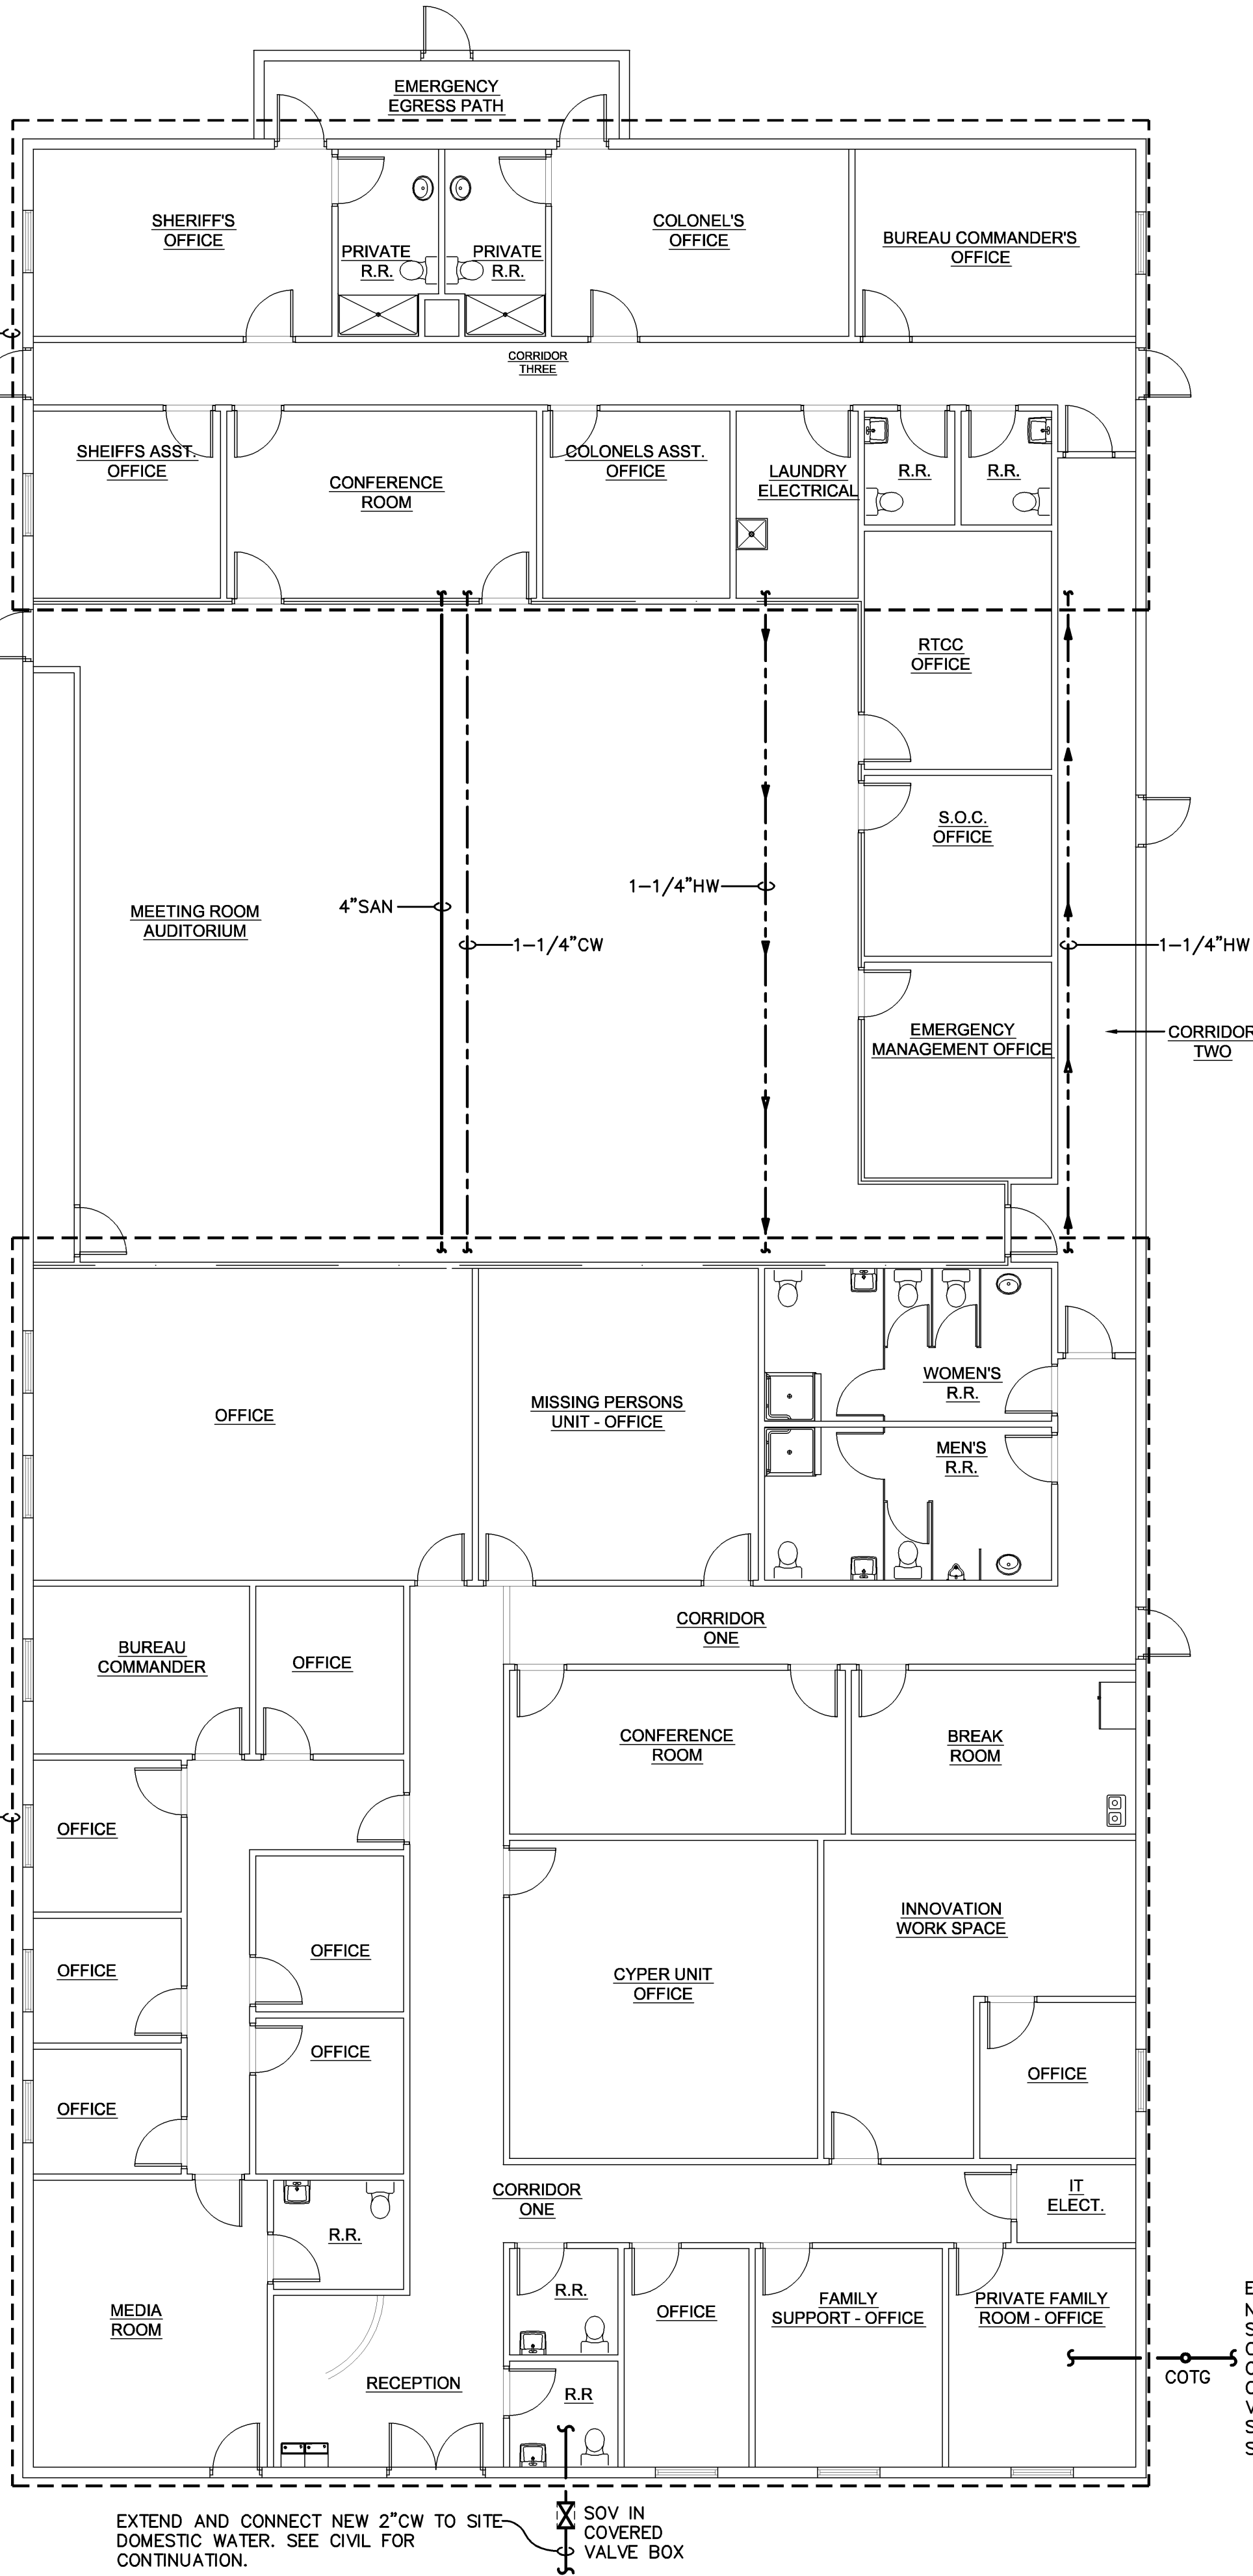 EMERGENCY
EGRESS PATH
SHERIFF'S
OFFICE
PRIVATE
R.R.
PRIVATE
R.R.
COLONEL'S
OFFICE
BUREAU COMMANDER'S
OFFICE
CORRIDOR
THREE
SHEIFFS ASST.
OFFICE
CONFERENCE
ROOM
COLONELS ASST.
OFFICE
LAUNDRY
ELECTRICAL
R.R.
R.R.
RTCC
OFFICE
S.O.C.
OFFICE
MEETING ROOM
AUDITORIUM
4"SAN
1-1/4"CW
1-1/4"HW
1-1/4"HW
EMERGENCY
MANAGEMENT OFFICE
CORRIDOR
TWO
OFFICE
MISSING PERSONS
UNIT - OFFICE
WOMEN'S
R.R.
MEN'S
R.R.
CORRIDOR
ONE
BUREAU
COMMANDER
OFFICE
CONFERENCE
ROOM
BREAK
ROOM
OFFICE
OFFICE
OFFICE
OFFICE
OFFICE
CYPER UNIT
OFFICE
INNOVATION
WORK SPACE
OFFICE
CORRIDOR
ONE
IT
ELECT.
R.R.
MEDIA
ROOM
RECEPTION
R.R.
R.R
OFFICE
FAMILY
SUPPORT - OFFICE
PRIVATE FAMILY
ROOM - OFFICE
COTG
EXTEND AND CONNECT NEW 2"CW TO SITE
DOMESTIC WATER. SEE CIVIL FOR
CONTINUATION.
SOV IN
COVERED
VALVE BOX